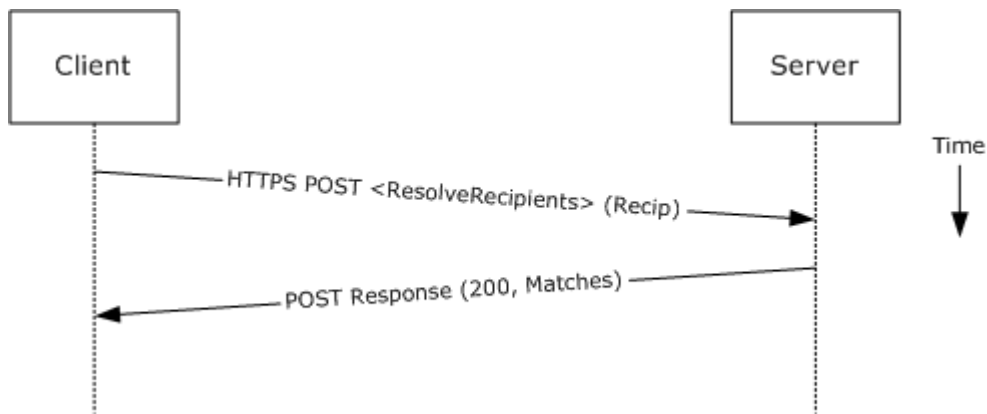 Client
Server
Time
HTTPS POST <ResolveRecipients> (Recip)
POST Response (200, Matches)